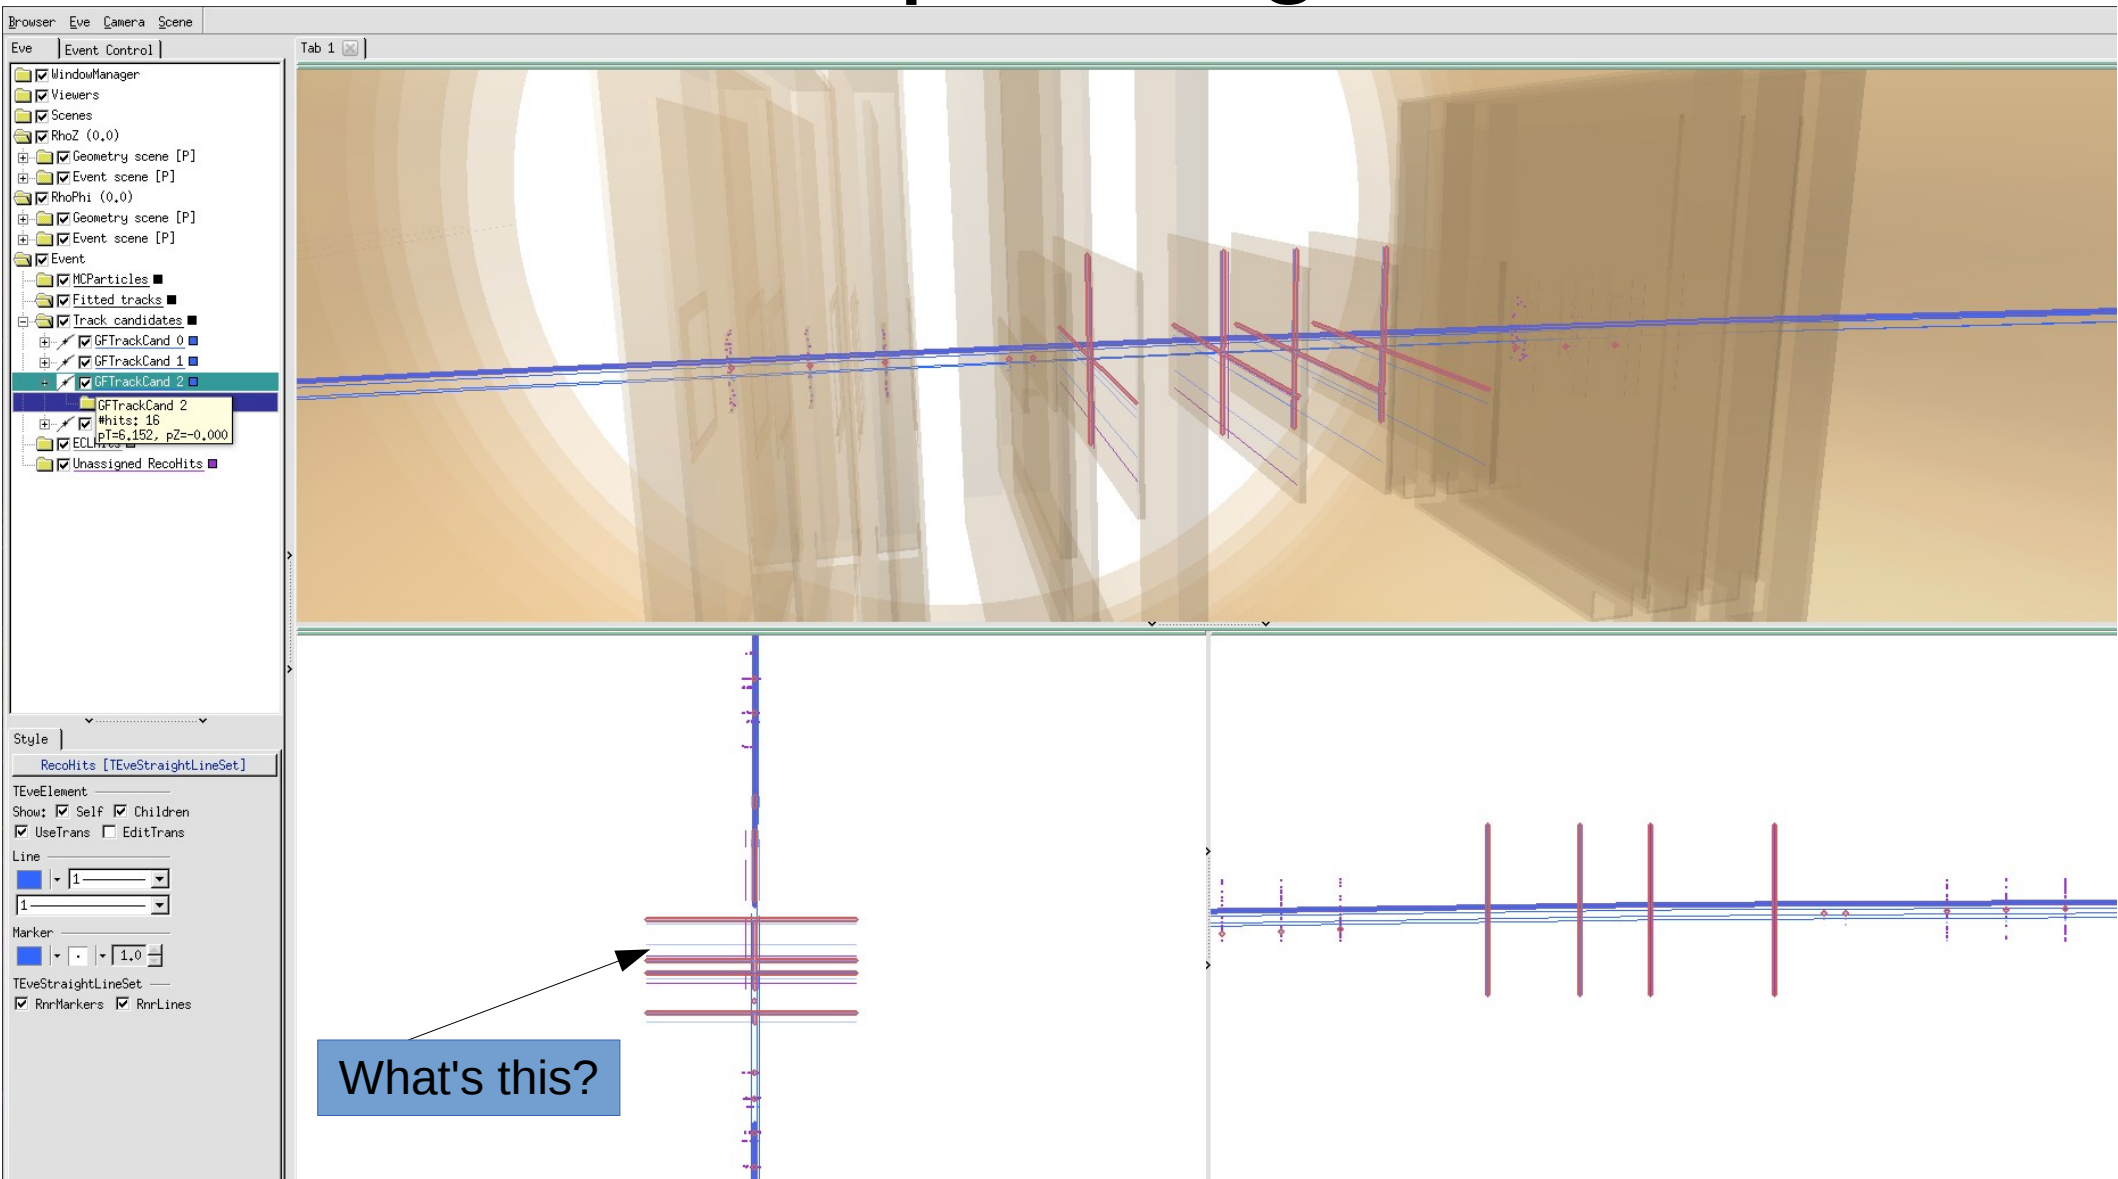 Browser Eve Camera Scene
Eve Event Control
Tab 1
WindowManager
Viewers
Scenes
RhoZ (0,0)
Geometry scene [P]
Event scene [P]
RhoPhi (0,0)
Geometry scene [P]
Event scene [P]
Event
MCParticles
Fitted tracks
Track candidates
GFTrackCand 0
GFTrackCand 1
GFTrackCand 2
GFTrackCand 2
#hits: 16
pT=6.152, pZ=-0.000
Unassigned RecoHits
Style
RecoHits [TEveStraightLineSet]
TEveElement
Show: Self Children
UseTrans EditTrans
Line
1
1
Marker
1.0
TEveStraightLineSet
RnrMarkers RnrLines
What's this?